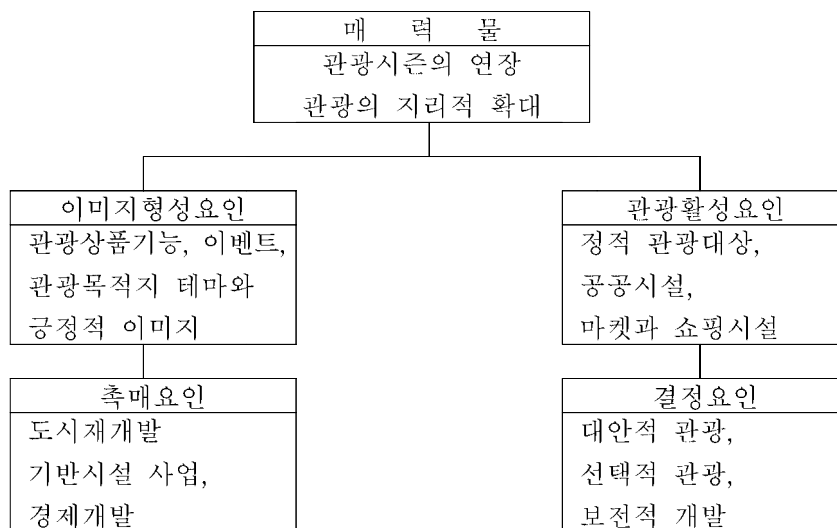 매 력 물
관광시즌의 연장
관광의 지리적 확대
이미지형성요인
관광상품기능, 이벤트,
관광목적지 테마와
긍정적 이미지
관광활성요인
정적 관광대상,
공공시설,
마켓과 쇼핑시설
촉매요인
도시재개발
기반시설 사업,
경제개발
결정요인
대안적 관광,
선택적 관광,
보전적 개발